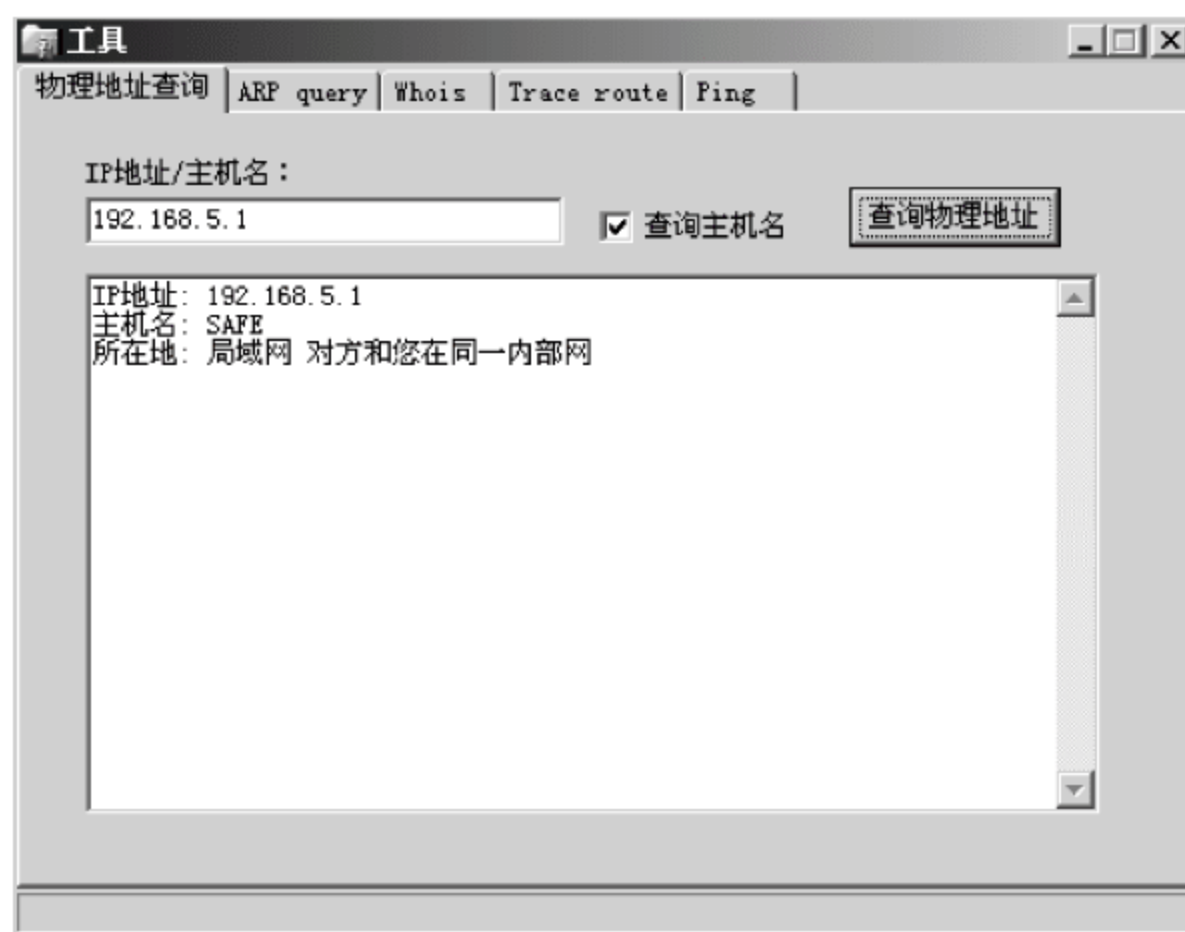 工具
物理地址查询 ARP query Whois Trace route Ping
IP地址/主机名：
192.168.5.1 查询主机名 查询物理地址
IP地址: 192.168.5.1
主机名: SAFE
所在地: 局域网 对方和您在同一内部网